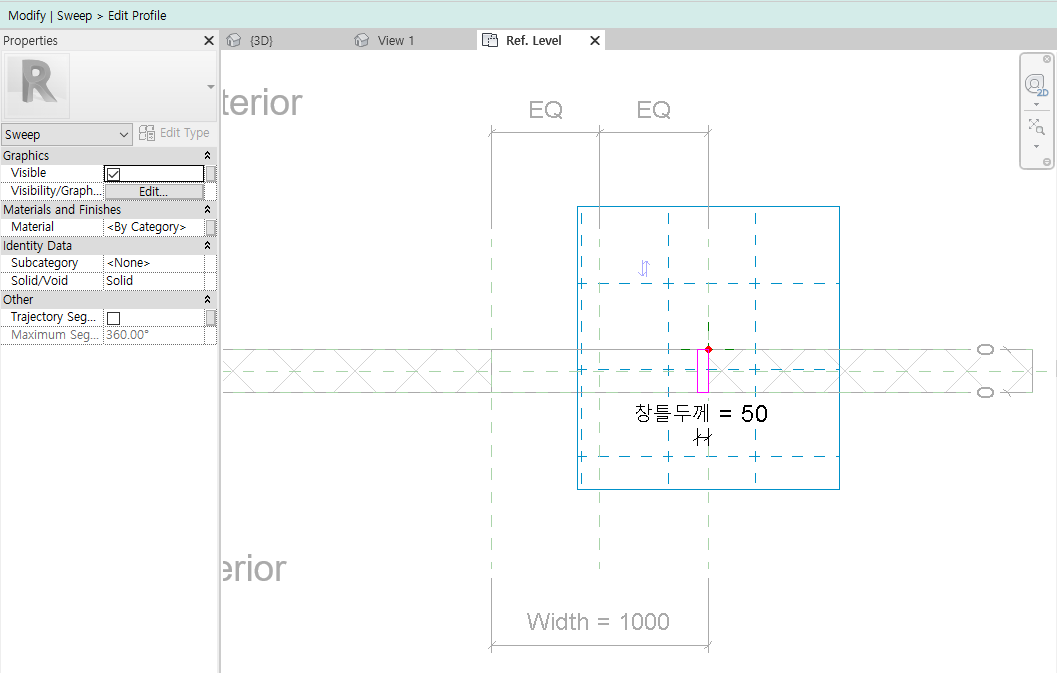 Modify | Sweep > Edit Profile
Properties
{3D}
View 1
Ref. Level
R
Sweep
Edit Type
Graphics
Visible
Visibility/Graph... Edit...
Materials and Finishes
Material <By Category>
Identity Data
Subcategory <None>
Solid/Void Solid
Other
Trajectory Seg...
Maximum Seg... 360.00°
terior
EQ EQ
2D
0
0
창틀두께 = 50
erior
Width = 1000